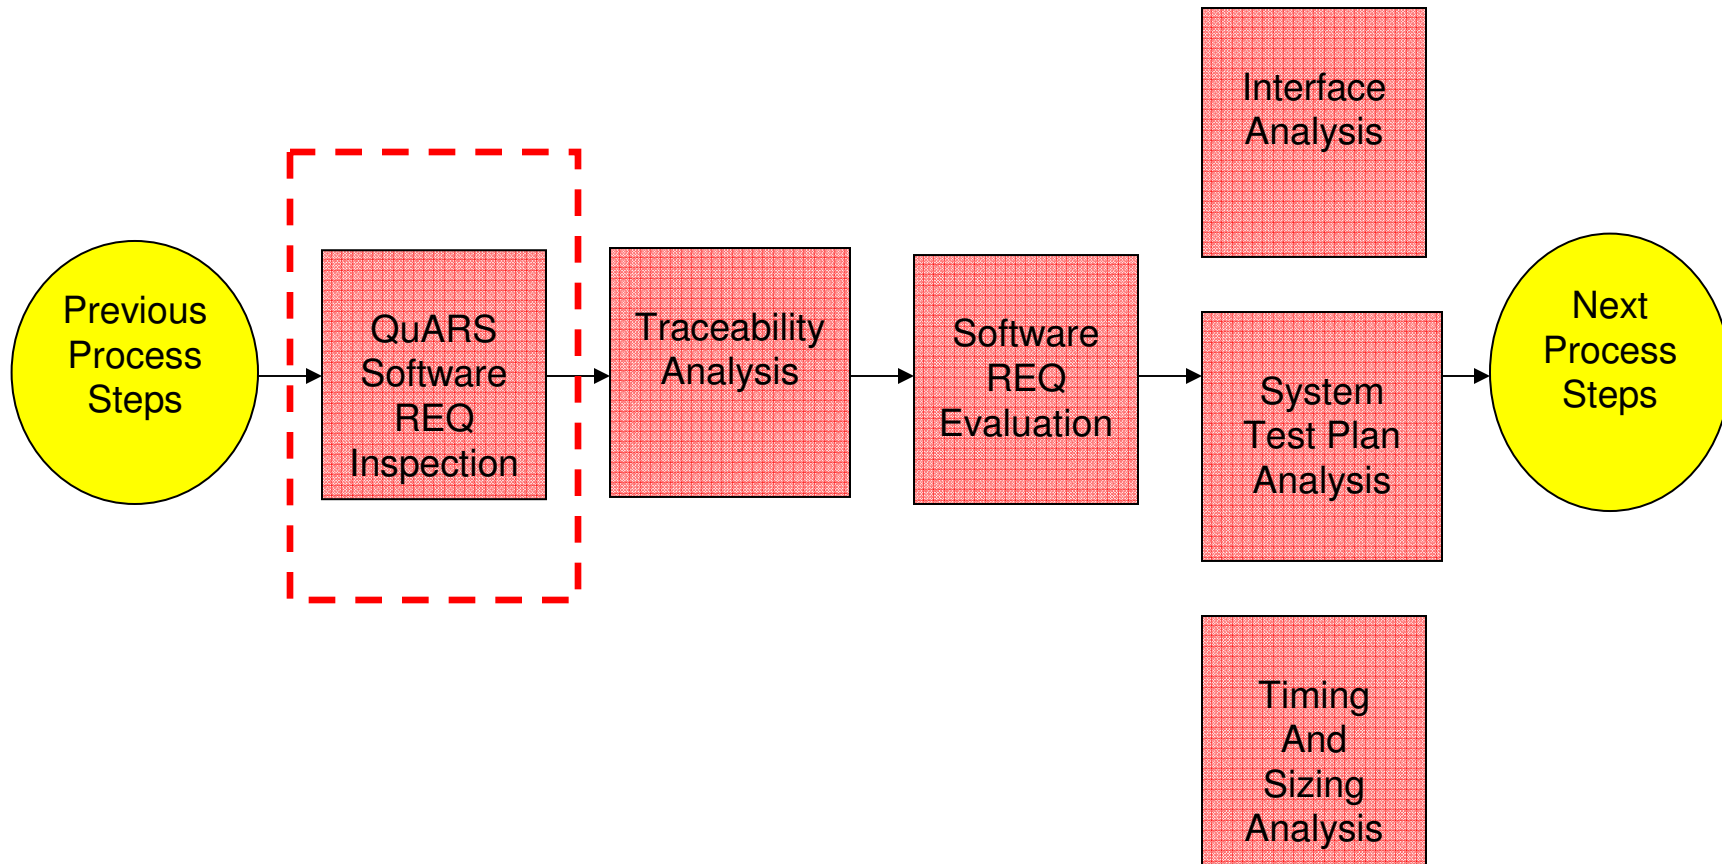 Previous
Process
Steps
QuARS
Software
REQ
Inspection
Traceability
Analysis
Software
REQ
Evaluation
Interface
Analysis
System
Test Plan
Analysis
Timing
And
Sizing
Analysis
Next
Process
Steps